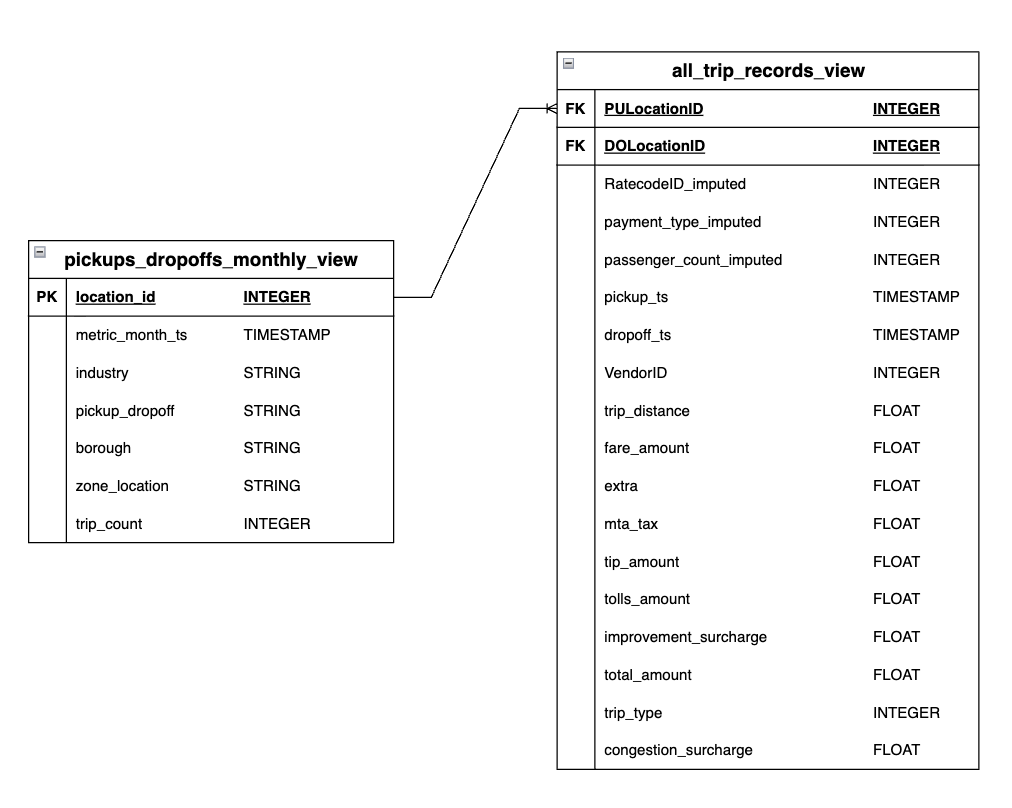 pickups_dropoffs_monthly_view
PK location_id INTEGER
metric_month_ts TIMESTAMP
industry STRING
pickup_dropoff STRING
borough STRING
zone_location STRING
trip_count INTEGER
all_trip_records_view
FK PULocationID INTEGER
FK DOLocationID INTEGER
RatecodeID_imputed INTEGER
payment_type_imputed INTEGER
passenger_count_imputed INTEGER
pickup_ts TIMESTAMP
dropoff_ts TIMESTAMP
VendorID INTEGER
trip_distance FLOAT
fare_amount FLOAT
extra FLOAT
mta_tax FLOAT
tip_amount FLOAT
tolls_amount FLOAT
improvement_surcharge FLOAT
total_amount FLOAT
trip_type INTEGER
congestion_surcharge FLOAT